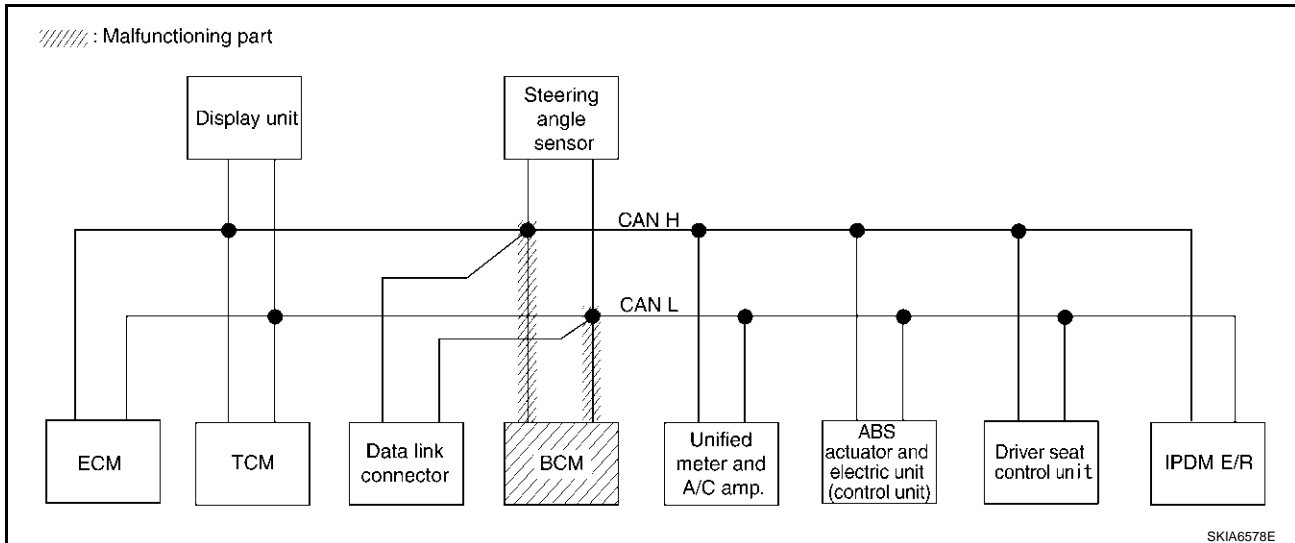 : Malfunctioning part
Display unit
Steering
angle
sensor
CAN H
CAN L
ECM
TCM
Data link
connector
BCM
Unified
meter and
A/C amp.
ABS
actuator and
electric unit
(control unit)
Driver seat
control unit
IPDM E/R
SKIA6578E